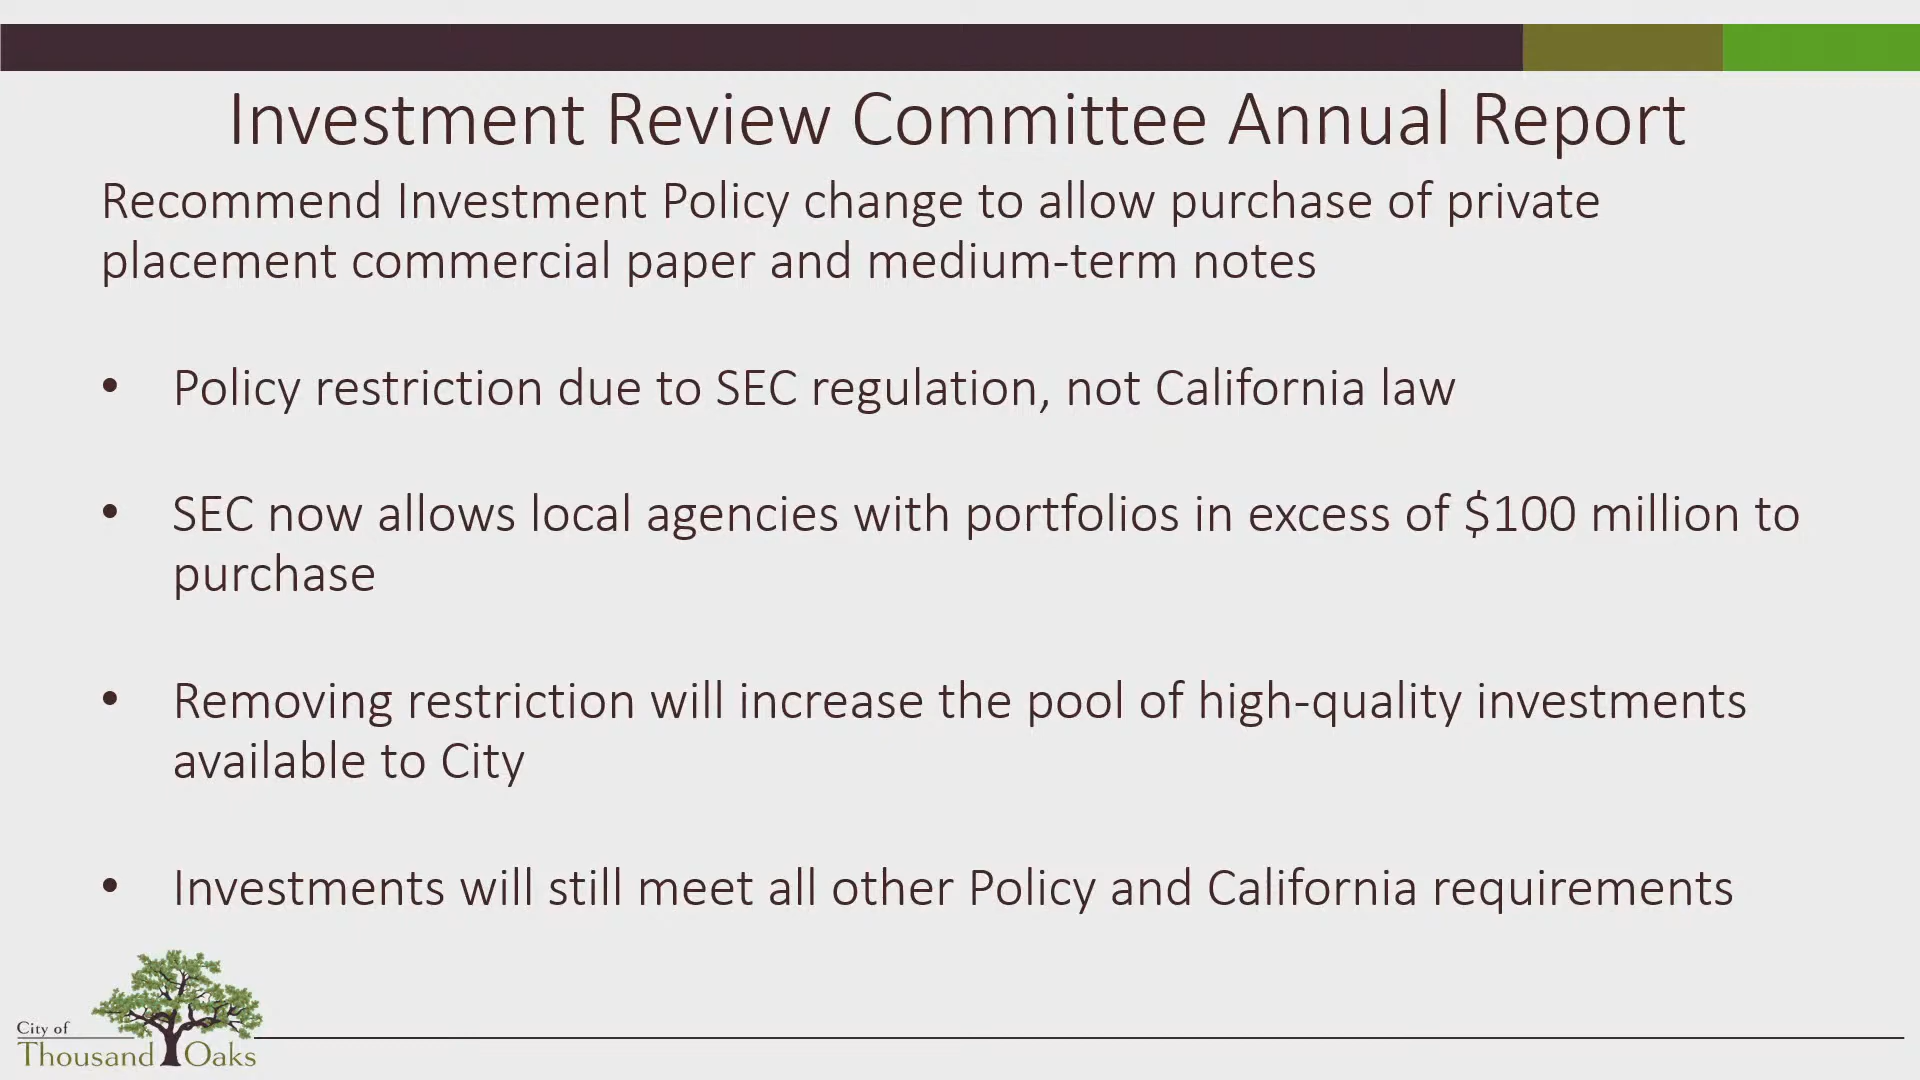 Investment Review Committee Annual Report
Recommend Investment Policy change to allow purchase of private
placement commercial paper and medium-term notes
• Policy restriction due to SEC regulation, not California law
• SEC now allows local agencies with portfolios in excess of $100 million to
purchase
• Removing restriction will increase the pool of high-quality investments
available to City
• Investments will still meet all other Policy and California requirements
City of
Thousand Oaks